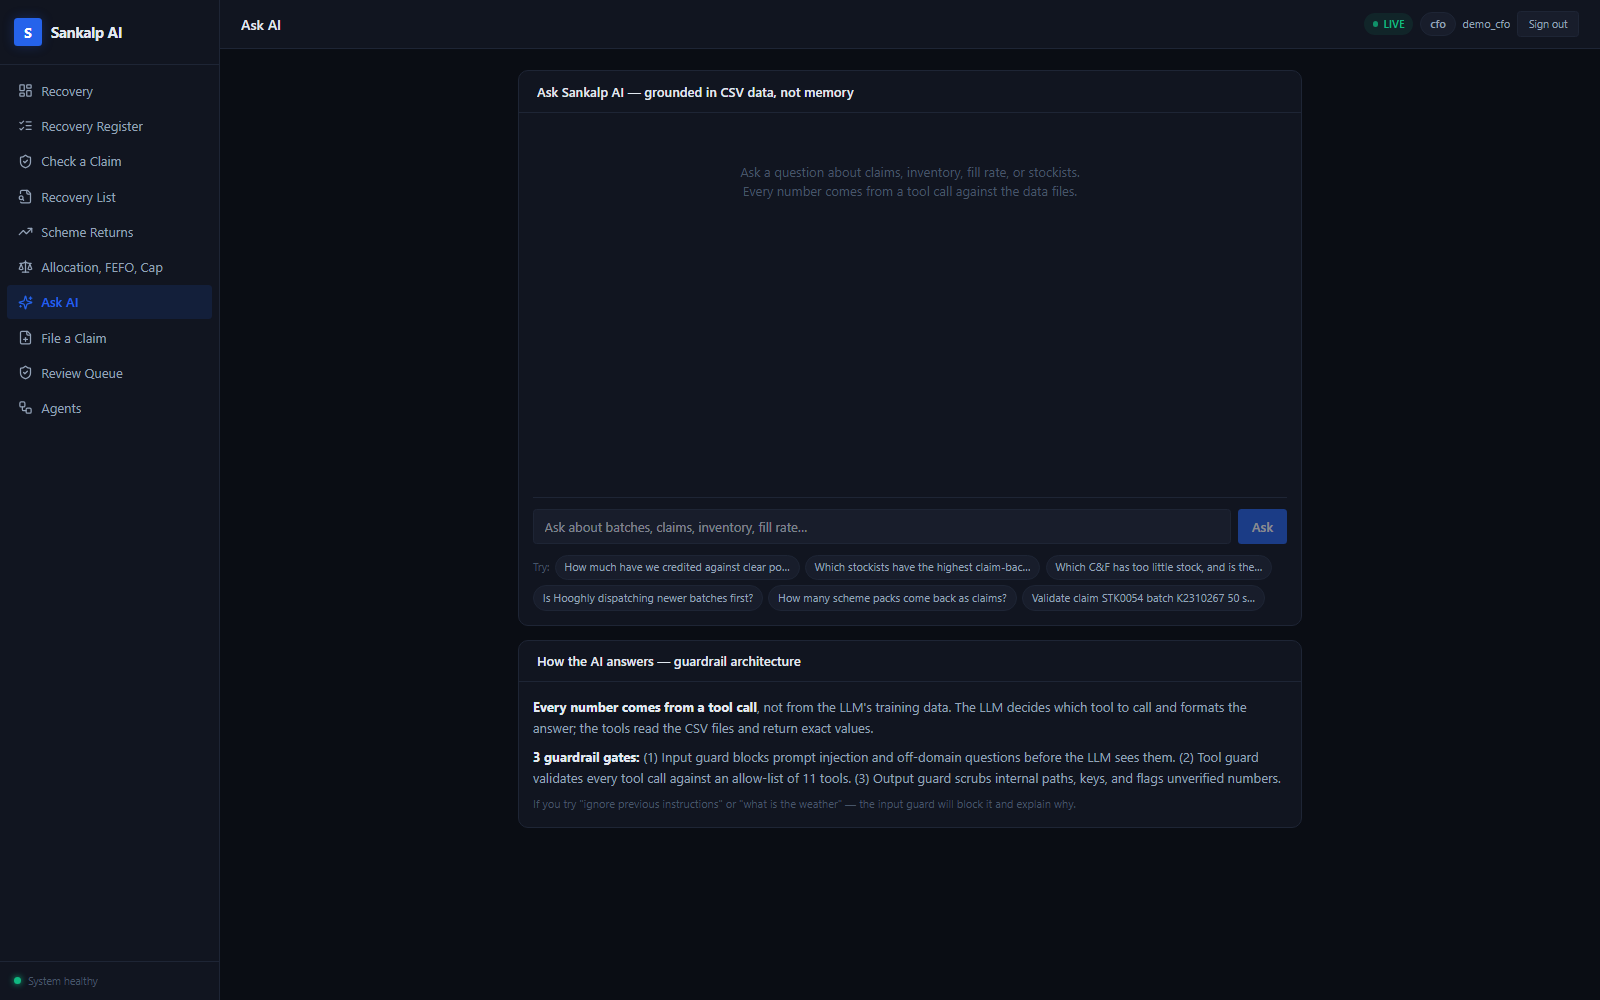 S Sankalp AI
Recovery
Recovery Register
Check a Claim
Recovery List
Scheme Returns
Allocation, FEFO, Cap
Ask AI
File a Claim
Review Queue
Agents
System healthy
Ask AI
LIVE cfo demo_cfo Sign out
Ask Sankalp AI — grounded in CSV data, not memory
Ask a question about claims, inventory, fill rate, or stockists.
Every number comes from a tool call against the data files.
Ask about batches, claims, inventory, fill rate... Ask
Try: How much have we credited against clear po... Which stockists have the highest claim-bac... Which C&F has too little stock, and is the...
Is Hooghly dispatching newer batches first? How many scheme packs come back as claims? Validate claim STK0054 batch K2310267 50 s...
How the AI answers — guardrail architecture
Every number comes from a tool call, not from the LLM's training data. The LLM decides which tool to call and formats the
answer; the tools read the CSV files and return exact values.
3 guardrail gates: (1) Input guard blocks prompt injection and off-domain questions before the LLM sees them. (2) Tool guard
validates every tool call against an allow-list of 11 tools. (3) Output guard scrubs internal paths, keys, and flags unverified numbers.
If you try "ignore previous instructions" or "what is the weather" — the input guard will block it and explain why.